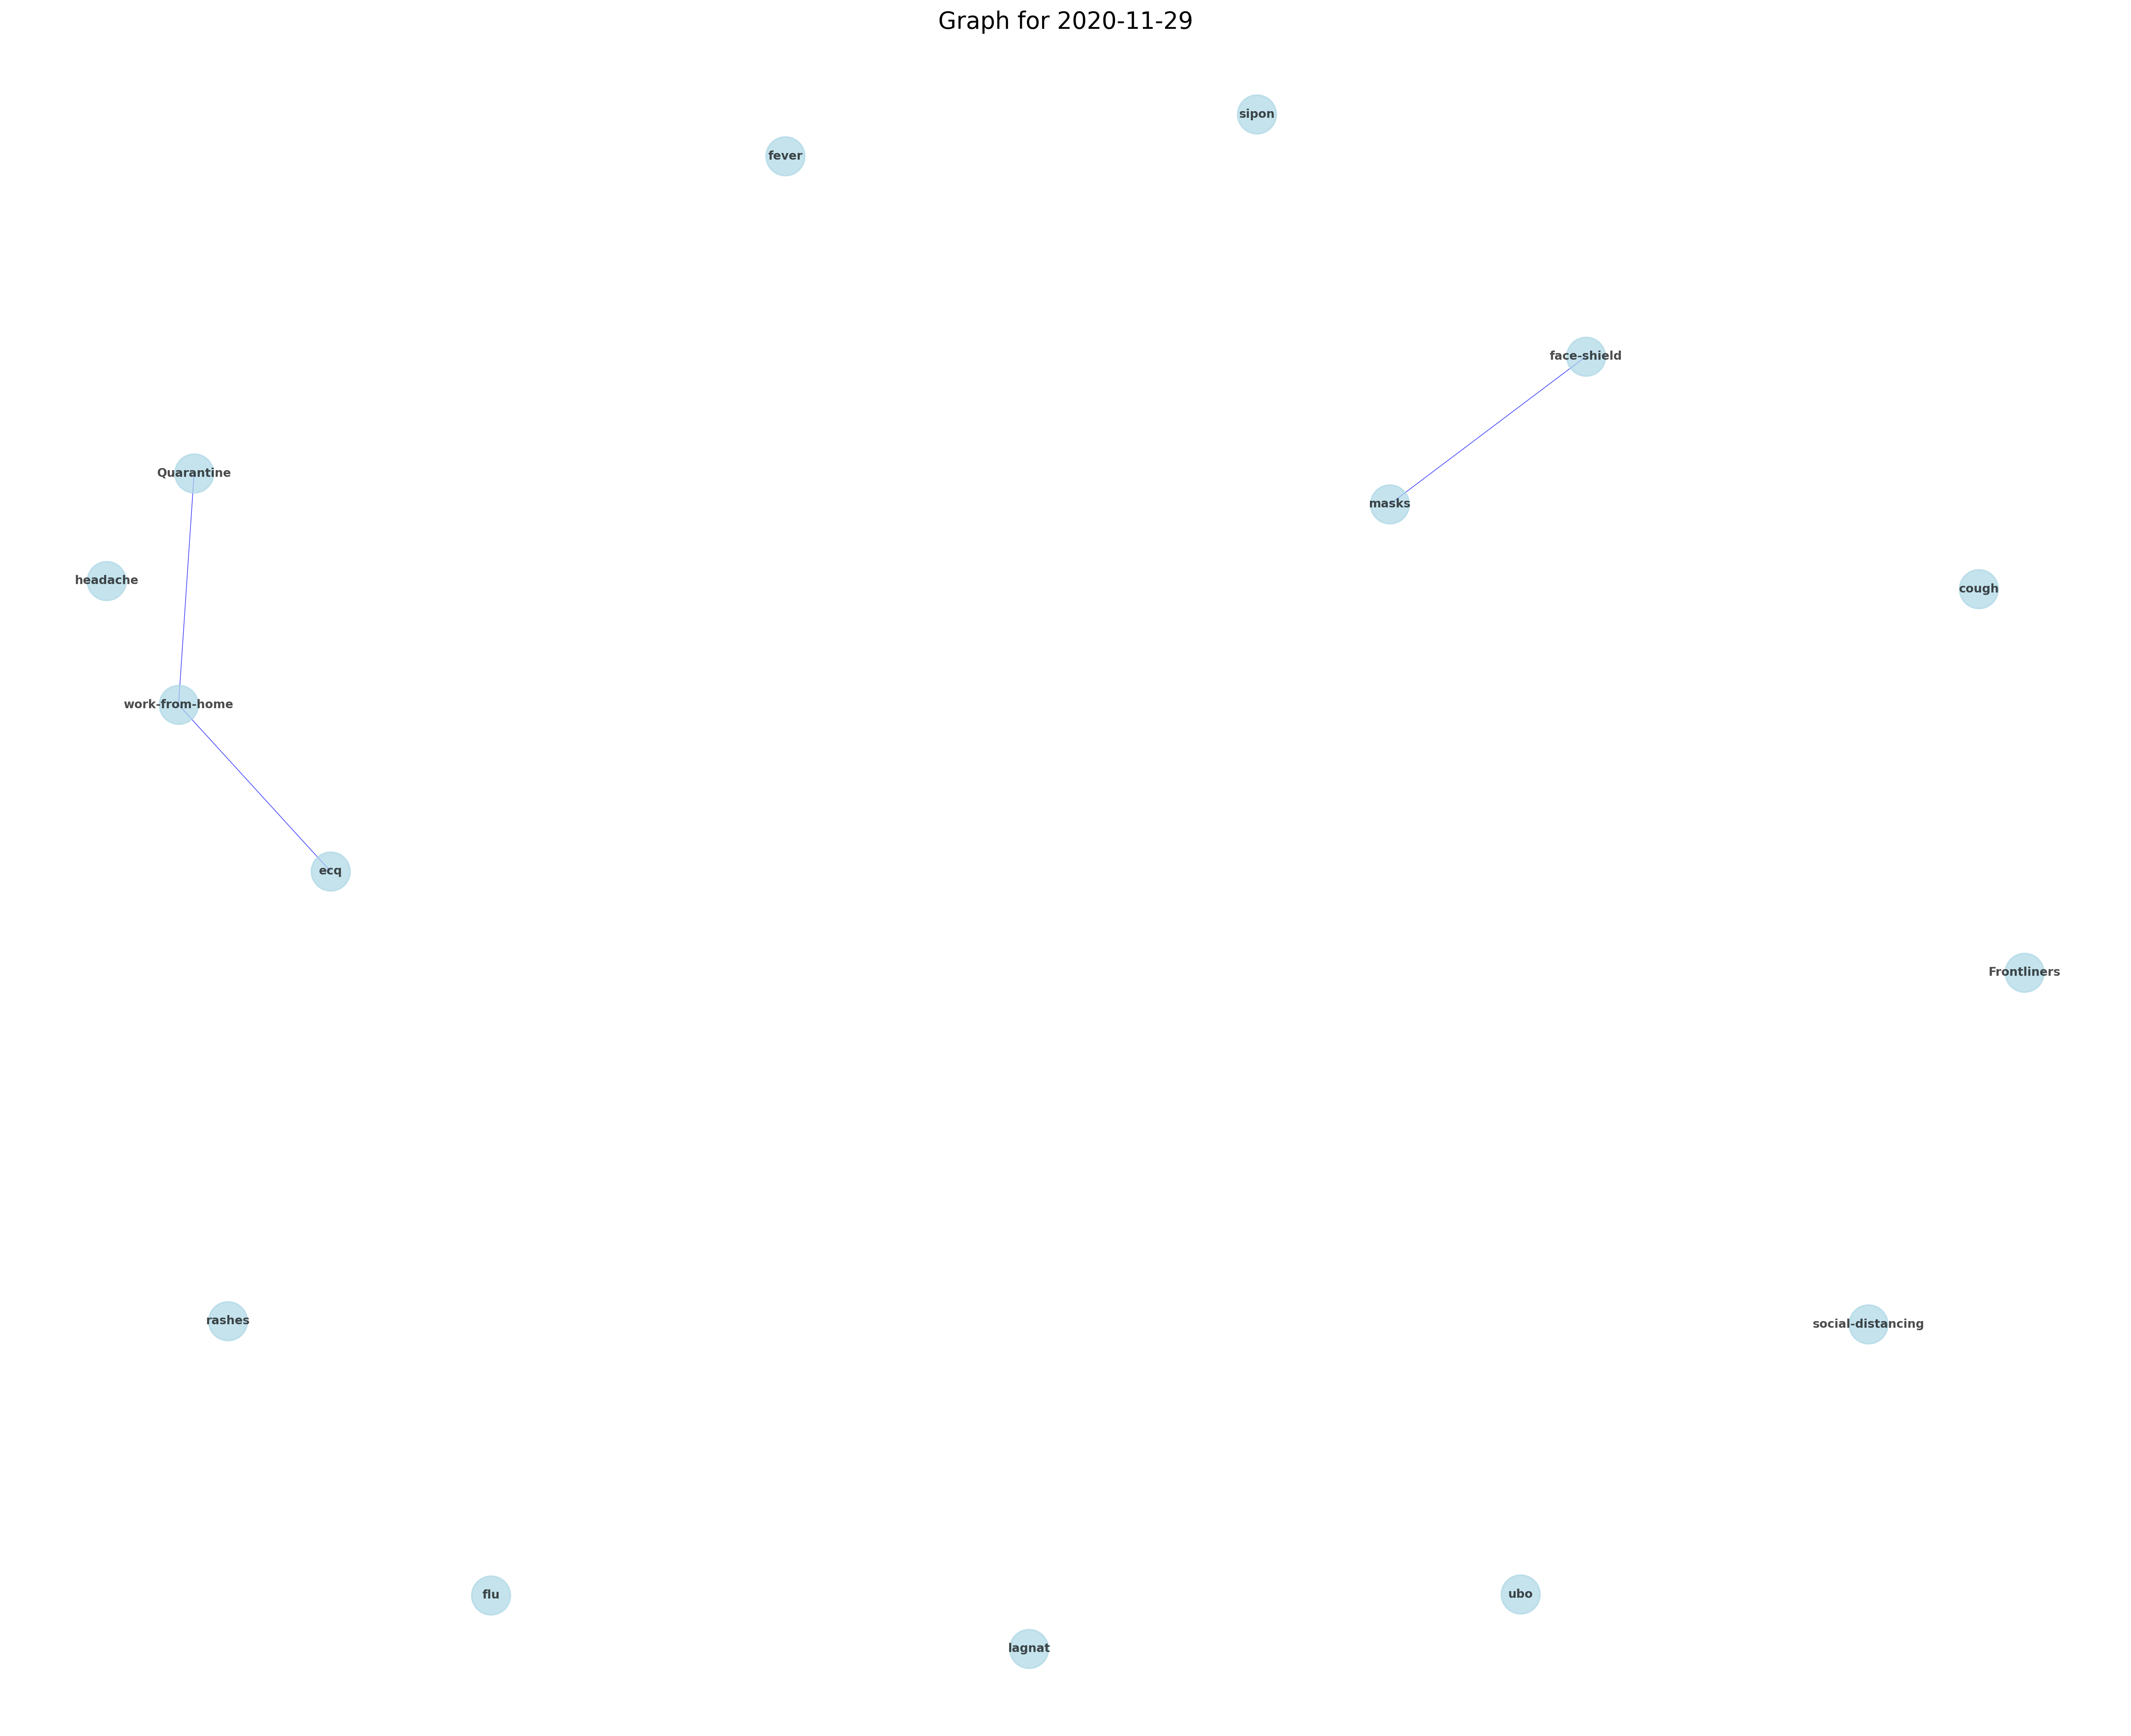 Graph for 2020-11-29
sipon
fever
face-shield
Quarantine
masks
headache
cough
work-from-home
ecq
Frontliners
rashes
social-distancing
flu
ubo
lagnat